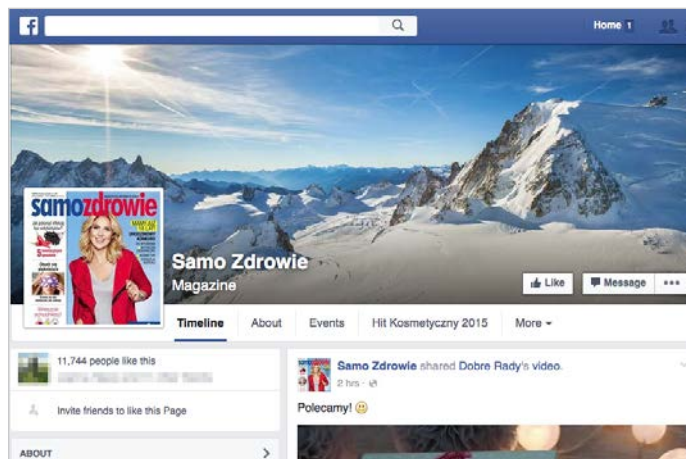 f
Home 1
samozdrowie
Samo Zdrowie
Magazine
Like
Message
Timeline
About
Events
Hit Kosmetyczny 2015
More
11,744 people like this
Invite friends to like this Page
ABOUT
Samo Zdrowie shared Dobre Rady's video.
2 hrs ·
Polecamy!